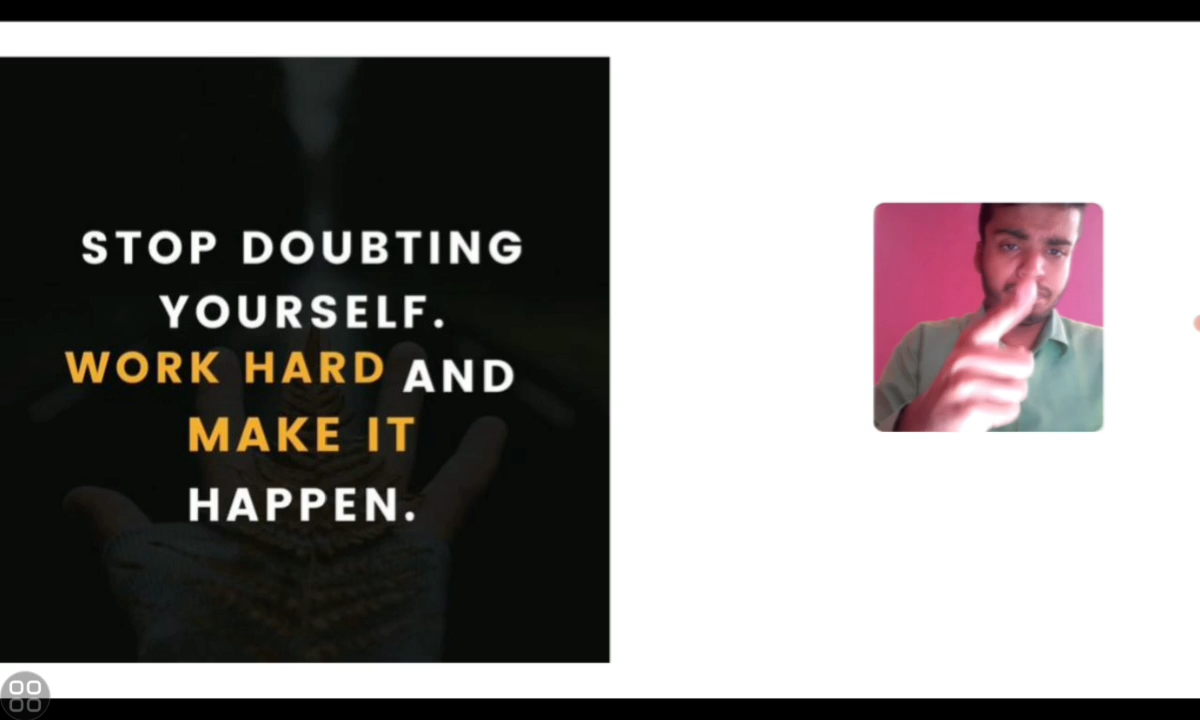 STOP DOUBTING
YOURSELF.
WORK HARD AND
MAKE IT
HAPPEN.